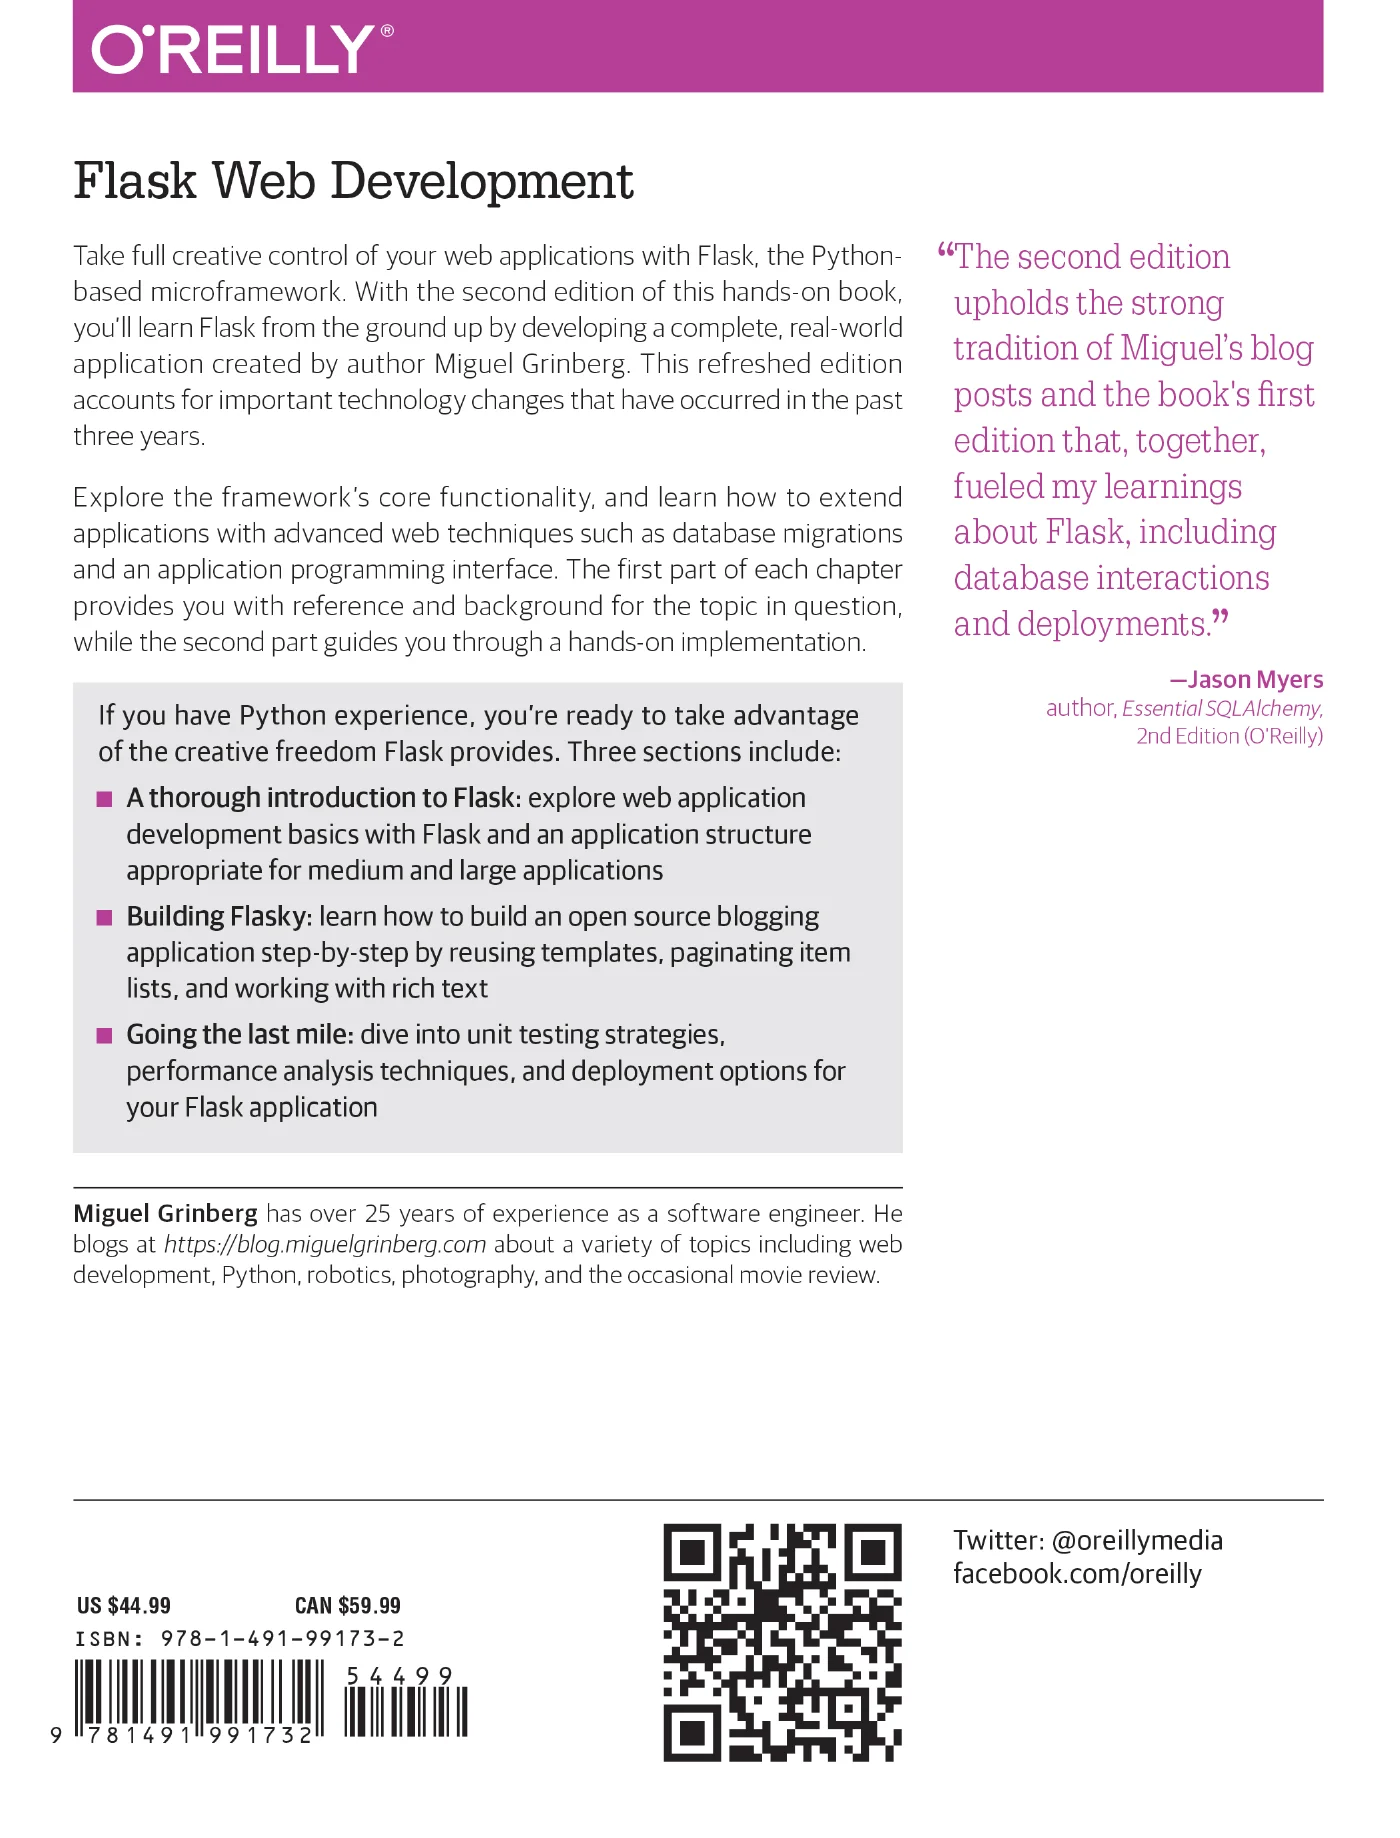 O'REILLY®
Flask Web Development
Take full creative control of your web applications with Flask, the Python-
based microframework. With the second edition of this hands-on book,
you'll learn Flask from the ground up by developing a complete, real-world
application created by author Miguel Grinberg. This refreshed edition
accounts for important technology changes that have occurred in the past
three years.
Explore the framework's core functionality, and learn how to extend
applications with advanced web techniques such as database migrations
and an application programming interface. The first part of each chapter
provides you with reference and background for the topic in question,
while the second part guides you through a hands-on implementation.
If you have Python experience, you're ready to take advantage
of the creative freedom Flask provides. Three sections include:
■ A thorough introduction to Flask: explore web application
development basics with Flask and an application structure
appropriate for medium and large applications
■ Building Flasky: learn how to build an open source blogging
application step-by-step by reusing templates, paginating item
lists, and working with rich text
■ Going the last mile: dive into unit testing strategies,
performance analysis techniques, and deployment options for
your Flask application
Miguel Grinberg has over 25 years of experience as a software engineer. He
blogs at https://blog.miguelgrinberg.com about a variety of topics including web
development, Python, robotics, photography, and the occasional movie review.
“The second edition
upholds the strong
tradition of Miguel’s blog
posts and the book's first
edition that, together,
fueled my learnings
about Flask, including
database interactions
and deployments.”
—Jason Myers
author, Essential SQLAlchemy,
2nd Edition (O'Reilly)
US $44.99 CAN $59.99
ISBN: 978-1-491-99173-2
54499
9 781491 991732
Twitter: @oreillymedia
facebook.com/oreilly